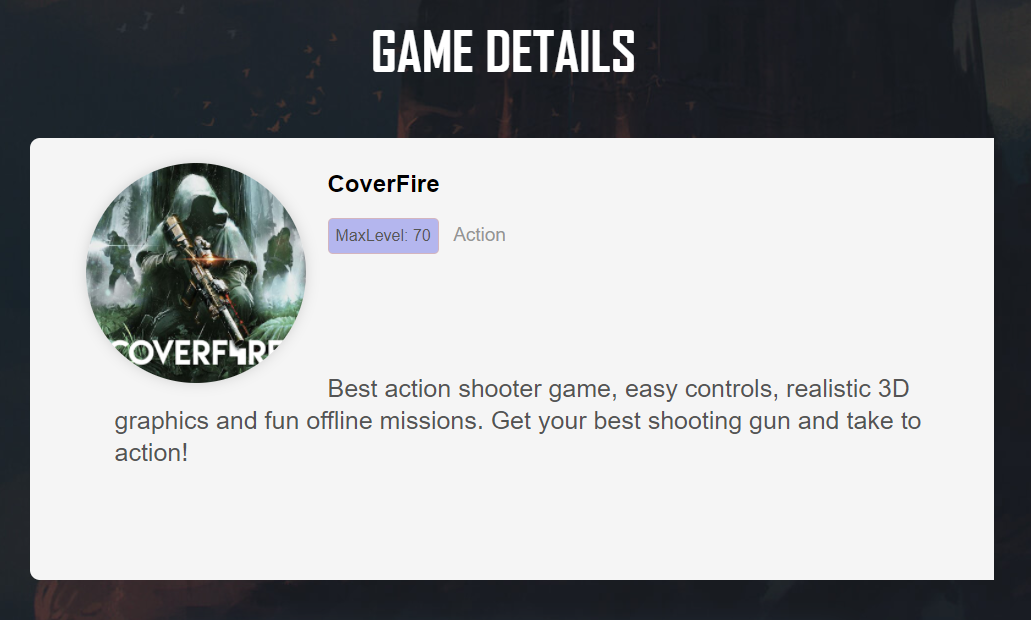 GAME DETAILS
CoverFire
MaxLevel: 70 Action
COVERFIRE
Best action shooter game, easy controls, realistic 3D
graphics and fun offline missions. Get your best shooting gun and take to
action!